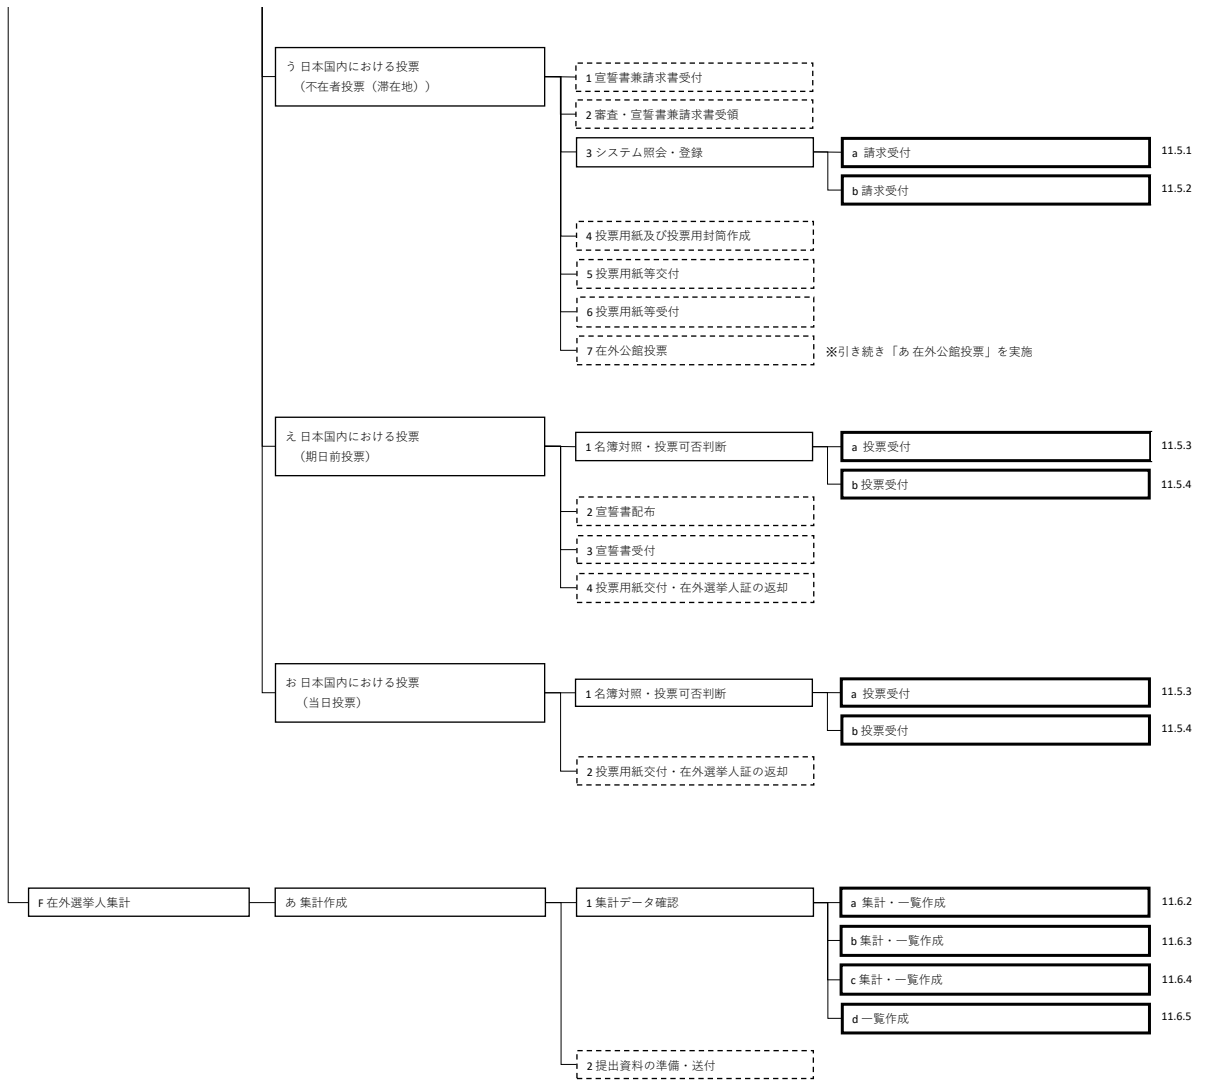 う 日本国内における投票
（不在者投票（滞在地））
1 宣誓書兼請求書受付
2 審査・宣誓書兼請求書受領
3 システム照会・登録
a 請求受付
11.5.1
b 請求受付
11.5.2
4 投票用紙及び投票用封筒作成
5 投票用紙等交付
6 投票用紙等受付
7 在外公館投票
※引き続き「あ 在外公館投票」を実施
え 日本国内における投票
（期日前投票）
1 名簿対照・投票可否判断
a 投票受付
11.5.3
b 投票受付
11.5.4
2 宣誓書配布
3 宣誓書受付
4 投票用紙交付・在外選挙人証の返却
お 日本国内における投票
（当日投票）
1 名簿対照・投票可否判断
a 投票受付
11.5.3
b 投票受付
11.5.4
2 投票用紙交付・在外選挙人証の返却
F 在外選挙人集計
あ 集計作成
1 集計データ確認
a 集計・一覧作成
11.6.2
b 集計・一覧作成
11.6.3
c 集計・一覧作成
11.6.4
d 一覧作成
11.6.5
2 提出資料の準備・送付